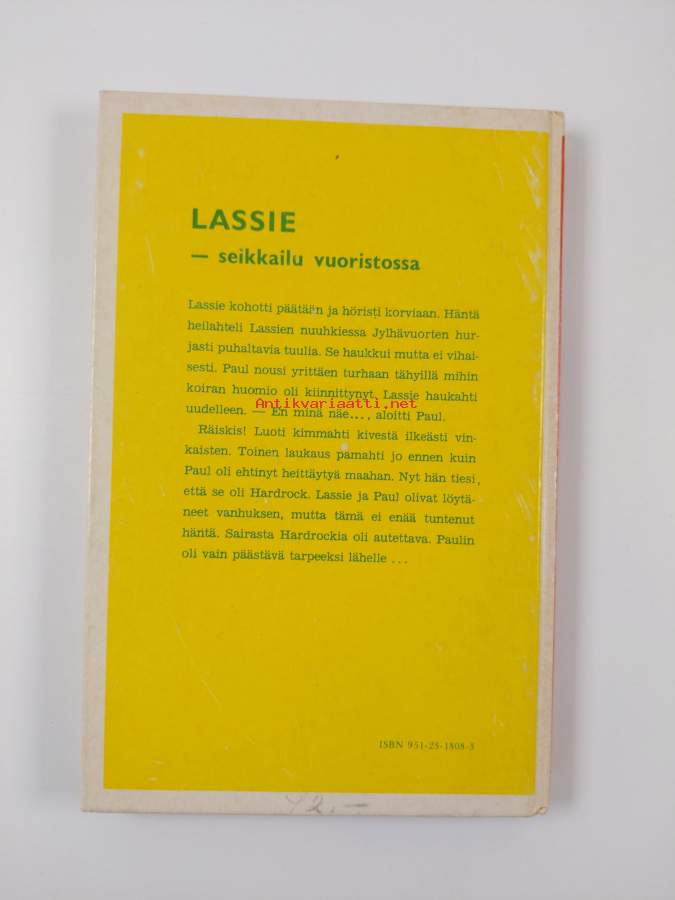 LASSIE
— seikkailu vuoristossa
Lassie kohotti päätään ja höristi korviaan. Häntä
heilahteli Lassien nuuhkiessa Jylhävuorten hur-
jasti puhaltavia tuulia. Se haukkui mutta ei vihai-
sesti. Paul nousi yrittäen turhaan tähyillä mihin
koiran huomio oli kiinnittynyt. Lassie haukahti
Antikvariaatti.net
uudelleen. — En minä näe..., aloitti Paul.
Räiskis! Luoti kimmahti kivestä ilkeästi vin-
kaisten. Toinen laukaus pamahti jo ennen kuin
Paul oli ehtinyt heittäytyä maahan. Nyt hän tiesi,
että se oli Hardrock. Lassie ja Paul olivat löytä-
neet vanhuksen, mutta tämä ei enää tuntenut
häntä. Sairasta Hardrockia oli autettava. Paulin
oli vain päästävä tarpeeksi lähelle ...
ISBN 951-23-1808-3
42.—